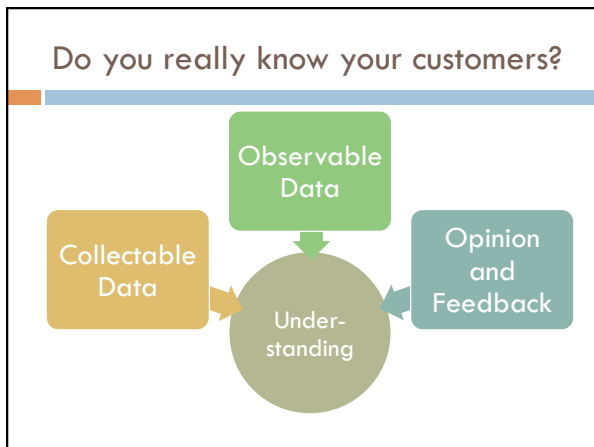 Do you really know your customers?
Observable
Data
Collectable
Data
Opinion
and
Feedback
Under-
standing